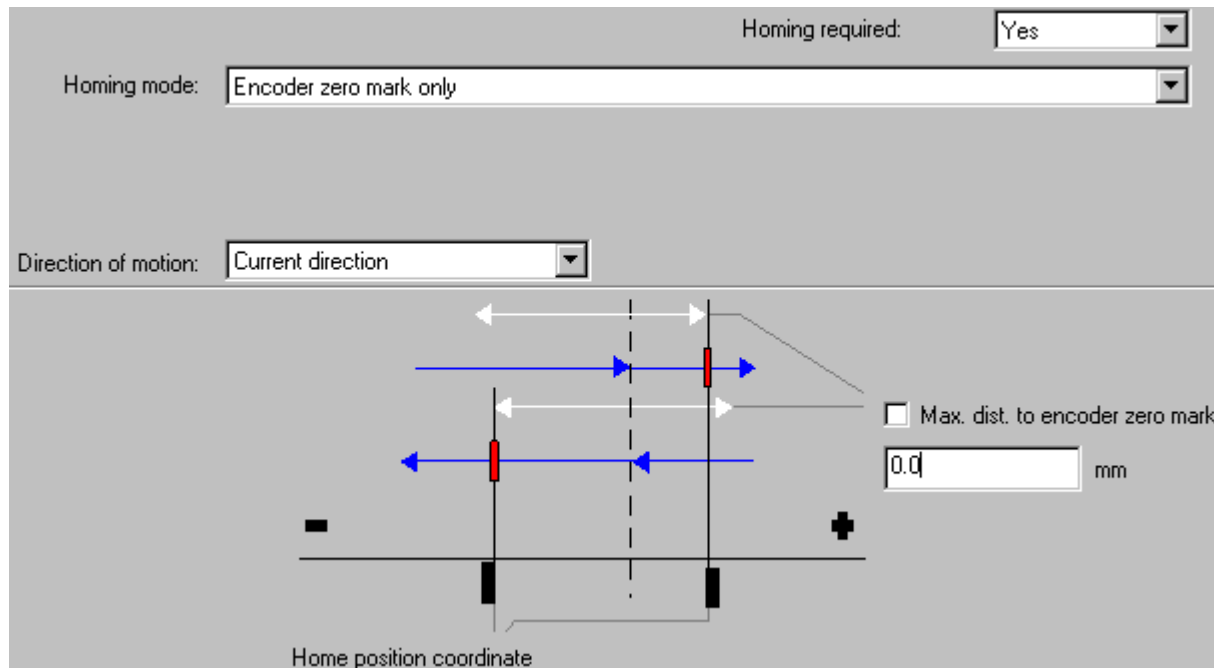 Homing required: Yes
Homing mode: Encoder zero mark only
Direction of motion: Current direction
Max. dist. to encoder zero mark
0.0 mm
- +
Home position coordinate